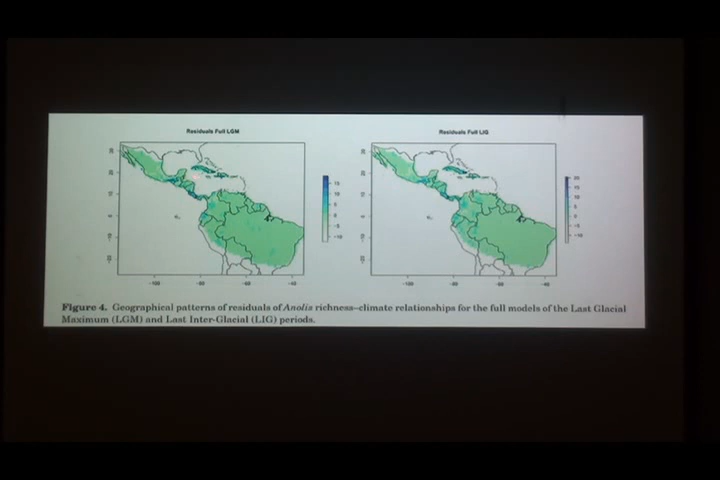 Residuals Full LGM
Residuals Full LIG
Figure 4. Geographical patterns of residuals of Anolis richness–climate relationships for the full models of the Last Glacial
Maximum (LGM) and Last Inter-Glacial (LIG) periods.